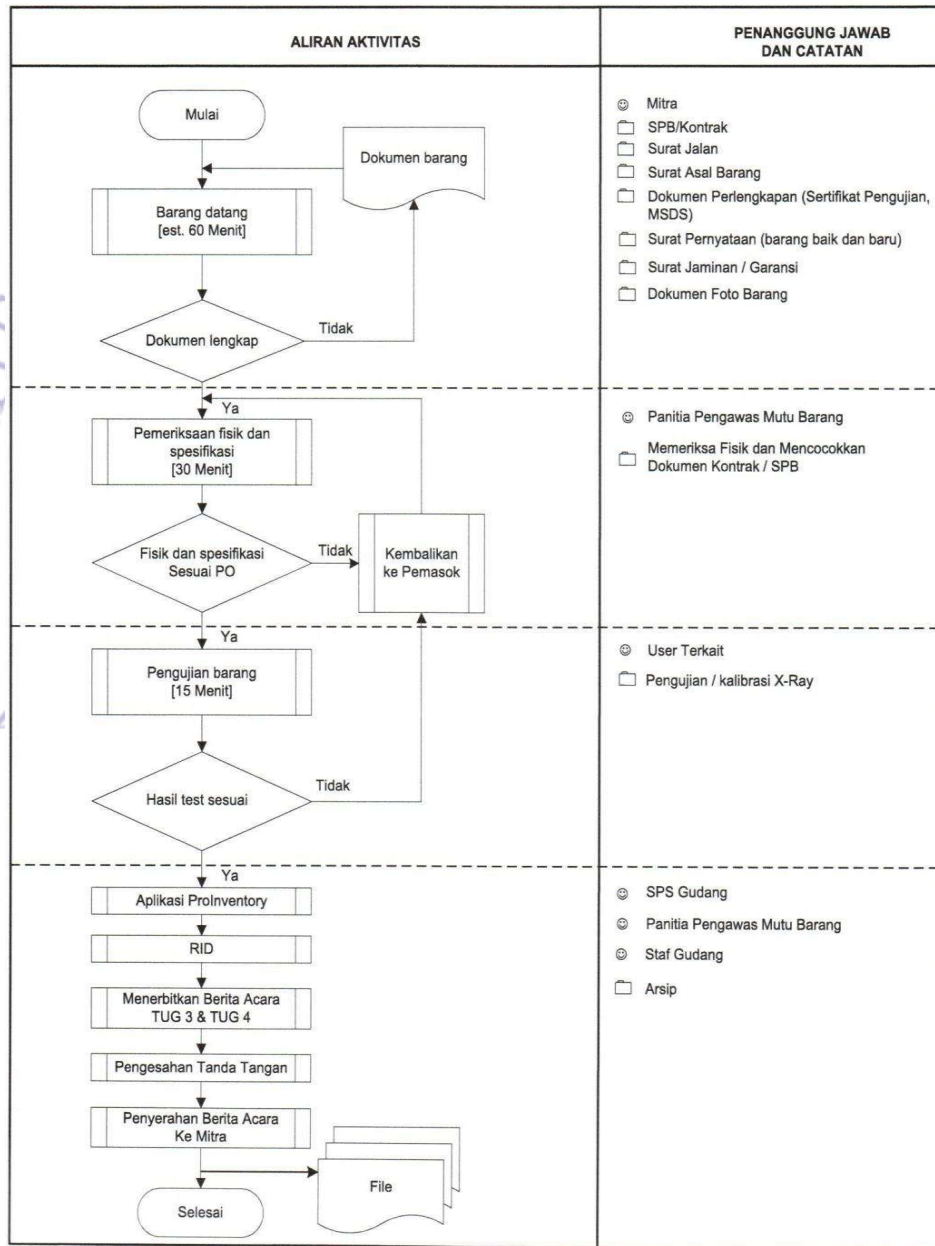 ALIRAN AKTIVITAS
PENANGGUNG JAWAB
DAN CATATAN
Mulai
Dokumen barang
Barang datang
[est. 60 Menit]
Dokumen lengkap
Tidak
Mitra
SPB/Kontrak
Surat Jalan
Surat Asal Barang
Dokumen Perlengkapan (Sertifikat Pengujian,
MSDS)
Surat Pernyataan (barang baik dan baru)
Surat Jaminan / Garansi
Dokumen Foto Barang
Ya
Pemeriksaan fisik dan
spesifikasi
[30 Menit]
Fisik dan spesifikasi
Sesuai PO
Tidak
Kembalikan
ke Pemasok
Panitia Pengawas Mutu Barang
Memeriksa Fisik dan Mencocokkan
Dokumen Kontrak / SPB
Ya
Pengujian barang
[15 Menit]
Hasil test sesuai
Tidak
User Terkait
Pengujian / kalibrasi X-Ray
Ya
Aplikasi ProInventory
RID
Menerbitkan Berita Acara
TUG 3 & TUG 4
Pengesahan Tanda Tangan
Penyerahan Berita Acara
Ke Mitra
File
Selesai
SPS Gudang
Panitia Pengawas Mutu Barang
Staf Gudang
Arsip